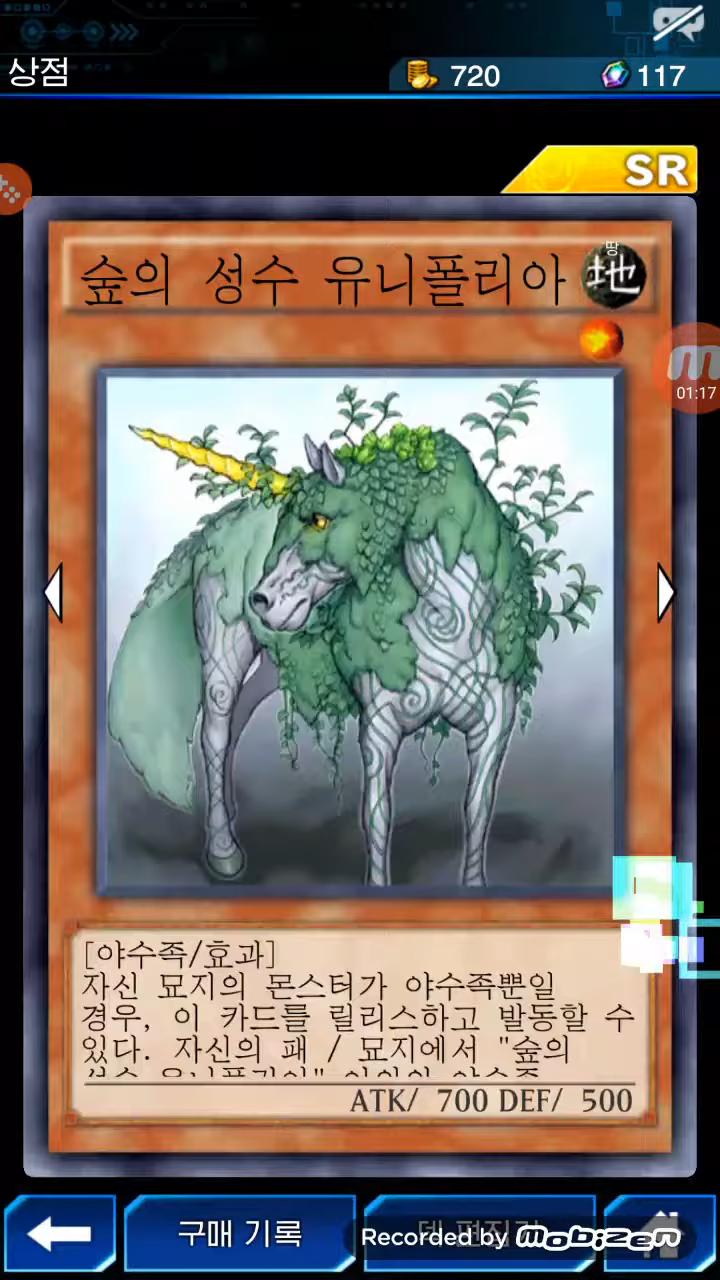 상점
720
117
SR
숲의 성수 유니폴리아
땅
地
01:17
[야수족/효과]
자신 묘지의 몬스터가 야수족뿐일
경우, 이 카드를 릴리스하고 발동할 수
있다. 자신의 패 / 묘지에서 "숲의
ATK/ 700 DEF/ 500
구매 기록
Recorded by mobizen